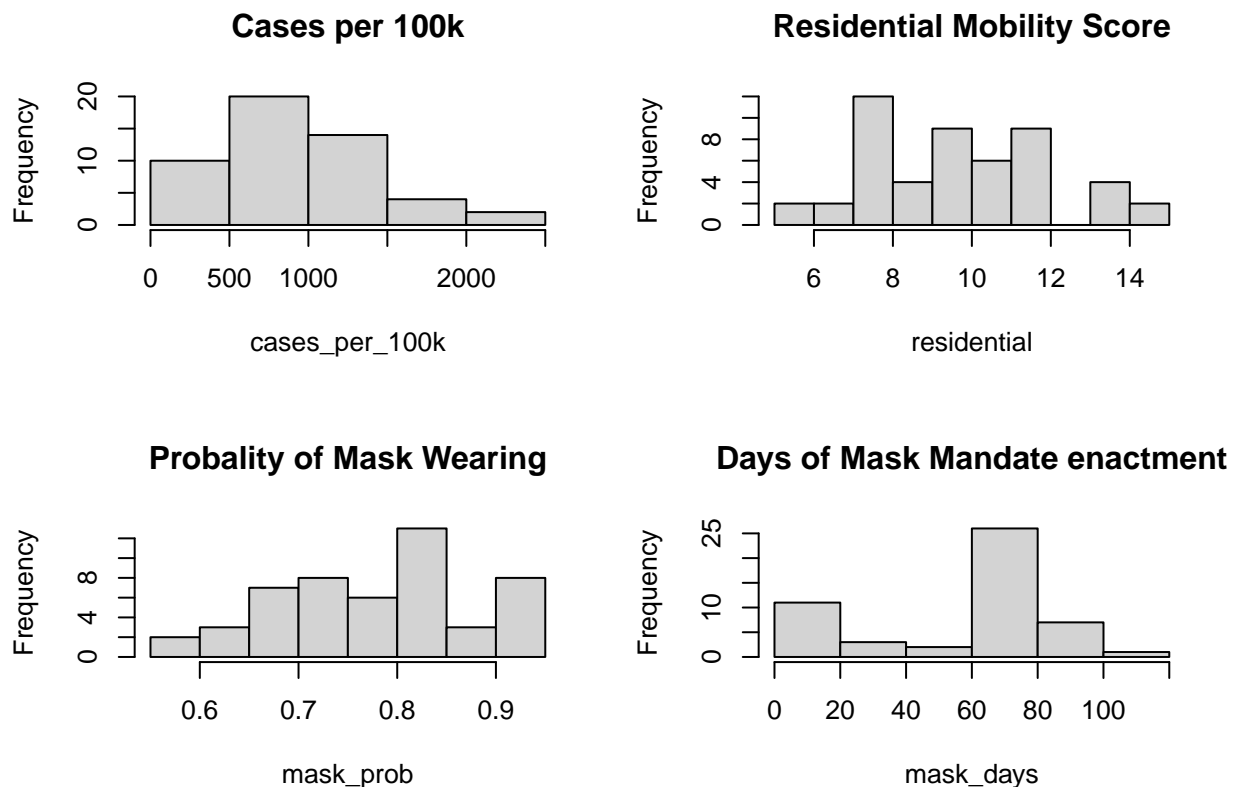 Cases per 100k
Frequency
0 10 20
0 500 1000 2000
cases_per_100k
Residential Mobility Score
Frequency
0 4 8
6 8 10 12 14
residential
Probality of Mask Wearing
Frequency
0 4 8
0.6 0.7 0.8 0.9
mask_prob
Days of Mask Mandate enactment
Frequency
0 10 25
0 20 40 60 80 100
mask_days